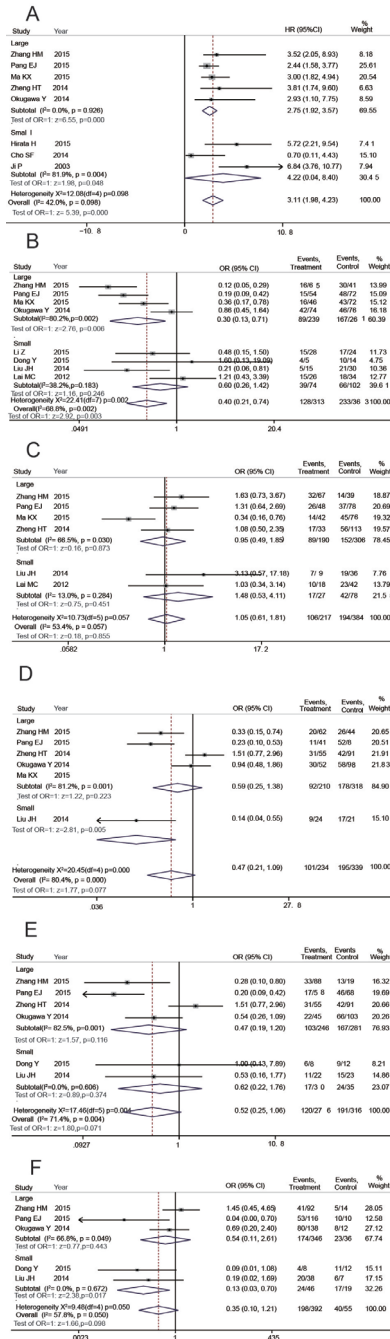 A
%
Study Year HR (95%CI) Weight
Large
Zhang HM 2015 3.52 (2.05, 8.93) 8.18
Pang EJ 2015 2.44 (1.58, 3.77) 25.61
Ma KX 2015 3.00 (1.82, 4.94) 20.54
Zheng HT 2014 3.81 (1.74, 9.60) 6.63
Okugawa Y 2014 2.93 (1.10, 7.75) 8.59
Subtotal (I²= 0.0%, p = 0.926) 2.75 (1.92, 3.57) 69.55
Test of OR=1: z=6.55, p=0.000
Smal l
Hirata H 2015 5.72 (2.21, 9.54) 7.4 1
Cho SF 2014 0.70 (0.11, 4.43) 15.10
Ji P 2003 6.84 (3.76, 10.77) 7.94
Subtotal (I²= 81.9%, p = 0.004) 4.22 (0.04, 8.40) 30.4 5
Test of OR=1: z=1.98, p=0.048
Heterogeneity X²=12.08(df=4) p=0.098
Overall (I²= 42.0%, p = 0.098) 3.11 (1.98, 4.23) 100.00
Test of OR=1: z= 5.39, p=0.000
-10. 8 0 10. 8
B
Events, Events, %
Study Year OR (95% CI) Treatment Control Weight
Large
Zhang HM 2015 0.12 (0.05, 0.29) 16/6 5 30/41 13.99
Pang EJ 2015 0.19 (0.09, 0.42) 15/54 48/72 15.09
Ma KX 2015 0.36 (0.17, 0.78) 16/46 43/72 15.12
Okugawa Y 2014 0.86 (0.45, 1.64) 42/74 46/76 16.18
Subtotal(I²=80.2%,p=0.002) 0.30 (0.13, 0.71) 89/239 167/26 1 60.39
Test of OR=1: z=2.76, p=0.006
Small
Li Z 2015 0.48 (0.15, 1.50) 15/28 17/24 11.73
Dong Y 2015 1.60 (0.13, 19.09) 4/5 10/14 4.75
Liu JH 2014 0.21 (0.06, 0.81) 5/15 21/30 10.36
Lai MC 2012 1.21 (0.43, 3.39) 15/26 18/34 12.77
Subtotal(I²=38.2%,p=0.183) 0.60 (0.26, 1.42) 39/74 66/102 39.6 1
Test of OR=1: z=1.16, p=0.246
Heterogeneity X²=22.41(df=7) p=0.002
Overall(I²=68.8%, p=0.002) 0.40 (0.21, 0.74) 128/313 233/36 3 100.00
Test of OR=1: z=2.92, p=0.003
.0491 1 20.4
C
Events, Events, %
Study Year OR (95% CI) Treatment Control Weight
Large
Zhang HM 2015 1.63 (0.73, 3.67) 32/67 14/39 18.87
Pang EJ 2015 1.31 (0.64, 2.69) 26/48 37/78 20.69
Ma KX 2015 0.34 (0.16, 0.76) 14/42 45/76 19.32
Zheng HT 2014 1.08 (0.50, 2.35) 17/33 56/113 19.57
Subtotal (I²= 66.5%, p = 0.030) 0.95 (0.49, 1.85) 89/190 152/306 78.45
Test of OR=1: z=0.16, p=0.873
Small
Liu JH 2014 3.13 (0.57, 17.18) 7/ 9 19/ 36 7.76
Lai MC 2012 1.03 (0.34, 3.14) 10/18 23/42 13.79
Subtotal (I²= 13.0%, p = 0.284) 1.48 (0.53, 4.11) 17/27 42/78 21.5
Test of OR=1: z=0.75, p=0.451
Heterogeneity X²=10.73(df=5) p=0.057
Overall (I²= 53.4%, p = 0.057) 1.05 (0.61, 1.81) 106/217 194/384 100.00
Test of OR=1: z=0.18, p=0.855
.0582 1 17.2
D
Events, Events, %
Study Year OR (95% CI) Treatment Control Weight
Large
Zhang HM 2015 0.33 (0.15, 0.74) 20/62 26/44 20.65
Pang EJ 2015 0.23 (0.10, 0.53) 11/41 52/8 20.51
Zheng HT 2014 1.51 (0.77, 2.96) 31/55 42/91 21.91
Okugawa Y 2014 0.94 (0.48, 1.86) 30/52 58/98 21.83
Ma KX 2015
Subtotal (I²= 81.2%, p = 0.001) 0.59 (0.25, 1.38) 92/210 178/318 84.90
Test of OR=1: z=1.22, p=0.223
Small
Liu JH 2014 0.14 (0.04, 0.55) 9/24 17/21 15.10
Test of OR=1: z=2.81, p=0.005
Heterogeneity X²=20.45(df=4) p=0.000
Overall (I²= 80.4%, p = 0.000) 0.47 (0.21, 1.09) 101/234 195/339 100.00
Test of OR=1: z=1.77, p=0.077
.036 1 27. 8
E
Events, Events, %
Study Year OR (95% CI) Treatment Control Weight
Large
Zhang HM 2015 0.28 (0.10, 0.80) 33/88 13/19 16.32
Pang EJ 2015 0.20 (0.09, 0.42) 17/5 8 46/68 19.69
Zheng HT 2014 1.51 (0.77, 2.96) 31/55 42/91 20.66
Okugawa Y 2014 0.54 (0.26, 1.09) 22/45 66/103 20.26
Subtotal(I²= 82.5%, p=0.001) 0.47 (0.19, 1.20) 103/246 167/281 76.93
Test of OR=1: z=1.57, p=0.116
Small
Dong Y 2015 1.00 (0.13, 7.89) 6/8 9/12 8.21
Liu JH 2014 0.53 (0.16, 1.77) 11/22 15/23 14.86
Subtotal(I²=0.0%, p=0.606) 0.62 (0.22, 1.76) 17/3 0 24/35 23.07
Test of OR=1: z=0.89,p=0.374
Heterogeneity X²=17.46(df=5) p=0.004
Overall (I²= 71.4%, p = 0.004) 0.52 (0.25, 1.06) 120/27 6 191/316 100.00
Test of OR=1: z=1.80,p=0.071
.0927 1 10. 8
F
Events, Events, %
Study Year OR (95% CI) Treatment Control Weight
Large
Zhang HM 2015 1.45 (0.45, 4.65) 41/92 5/14 28.05
Pang EJ 2015 0.04 (0.00, 0.70) 53/116 10/10 12.58
Okugawa Y 2014 0.69 (0.20, 2.40) 80/138 8/12 27.12
Subtotal (I²= 66.8%, p = 0.049) 0.54 (0.11, 2.61) 174/346 23/36 67.74
Test of OR=1: z=0.77,p=0.443
Small
Dong Y 2015 0.09 (0.01, 1.08) 4/8 11/12 15.11
Liu JH 2014 0.19 (0.02, 1.69) 20/38 6/7 17.15
Subtotal (I²= 0.0%, p = 0.672) 0.13 (0.03, 0.70) 24/46 17/19 32.26
Test of OR=1: z=2.38,p=0.017
Heterogeneity X²=9.48(df=4) p=0.050
Overall (I²= 57.8%, p = 0.050) 0.35 (0.10, 1.21) 198/392 40/55 100.00
Test of OR=1: z=1.66,p=0.098
.0023 1 435